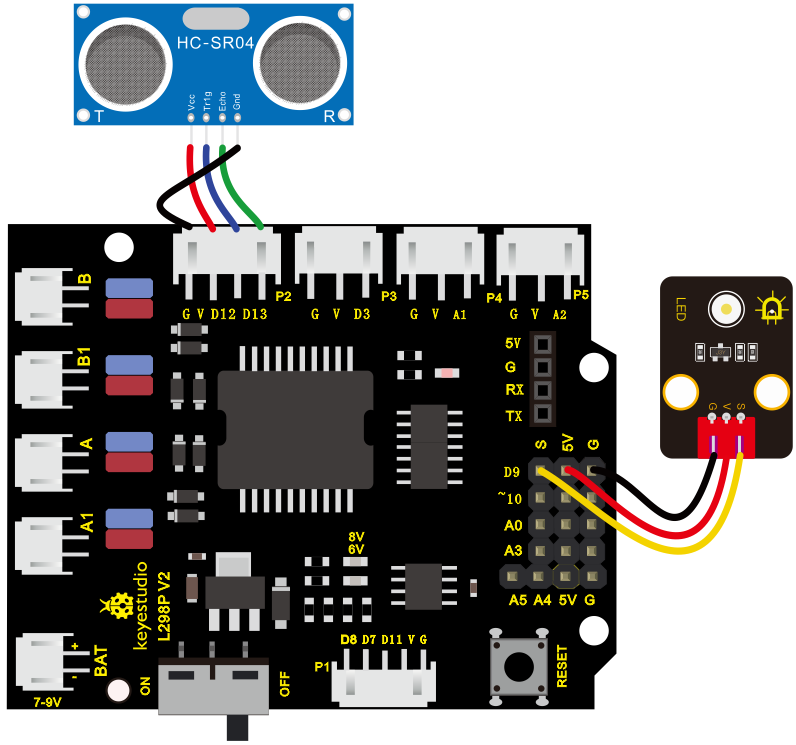 HC-SR04
Vcc
Tr1g
Echo
Gnd
T
R
P2
P3
P4
P5
G V D12 D13
G V D3
G V A1
G V A2
B
B1
A
A1
5V
G
RX
TX
S 5V G
D9
~10
A0
A3
A5 A4 5V G
LED
G V S
8V
6V
keyestudio
L298P V2
BAT
+
-
7-9V
ON
OFF
P1
D8 D7 D11 V G
RESET